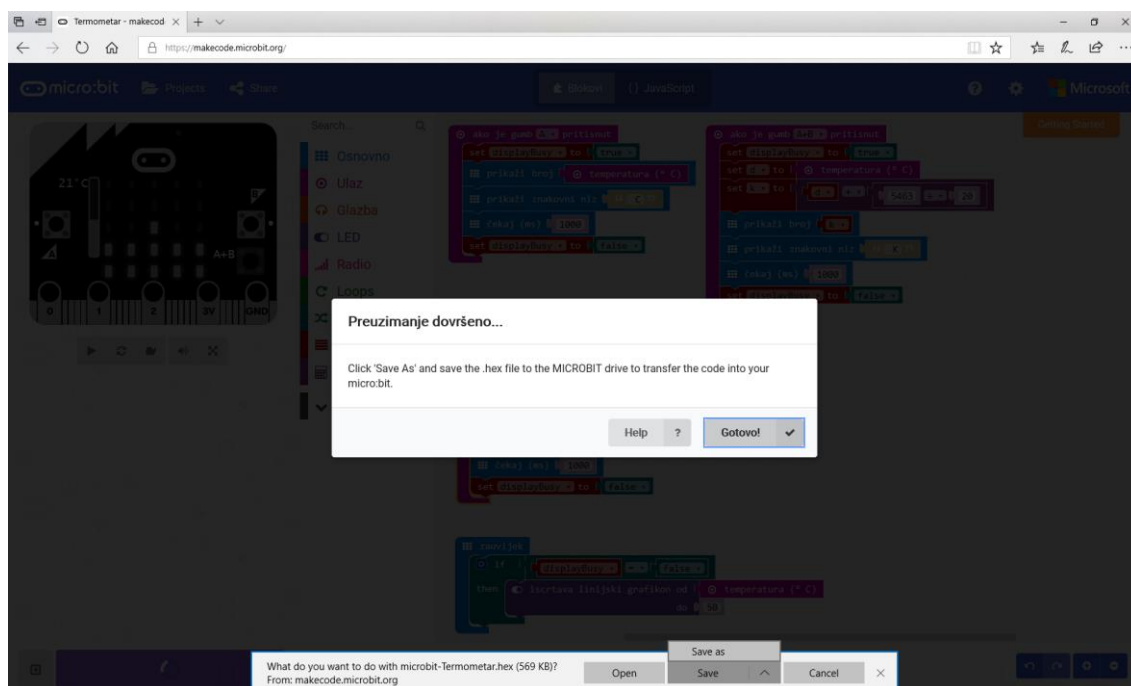 Termometar - makecod
https://makecode.microbit.org/
micro:bit
Projects
Share
Blokovi
{} JavaScript
Microsoft
Getting Started
Search...
21°C
B
A
A+B
0
1
2
3V
GND
Osnovno
Ulaz
Glazba
LED
Radio
Loops
ako je gumb A pritisnut
set displayBusy to true
prikaži broj temperatura (° C)
prikaži znakovni niz " C "
čekaj (ms) 1000
set displayBusy to false
ako je gumb A+B pritisnut
set displayBusy to true
set d to temperatura (° C)
20
prikaži broj
prikaži znakovni niz
čekaj (ms) 1000
set displayBusy to false
Preuzimanje dovršeno...
Click 'Save As' and save the .hex file to the MICROBIT drive to transfer the code into your
micro:bit.
Help ?
Gotovo!
čekaj (ms) 1000
set displayBusy to false
zauvijek
if displayBusy = false
then iscrtava linijski grafikon od temperatura (° C)
do 50
Save as
What do you want to do with microbit-Termometar.hex (569 KB)?
From: makecode.microbit.org
Open
Save
Cancel